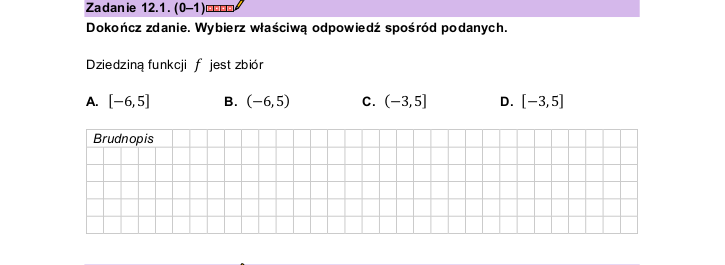 Zadanie 12.1. (0–1)
Dokończ zdanie. Wybierz właściwą odpowiedź spośród podanych.
Dziedziną funkcji f jest zbiór
A. [−6, 5] B. (−6, 5) C. (−3, 5] D. [−3, 5]
Brudnopis